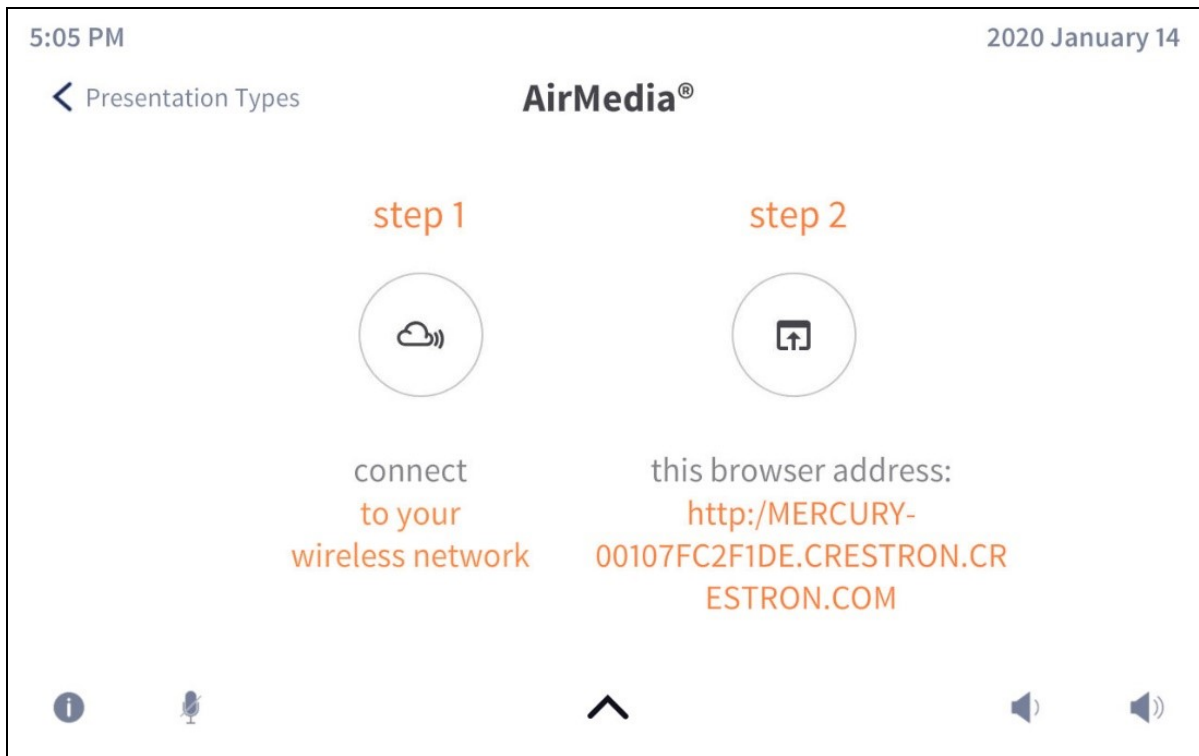 5:05 PM
2020 January 14
Presentation Types
AirMedia®
step 1
step 2
connect
to your
wireless network
this browser address:
http:/MERCURY-
00107FC2F1DE.CRESTRON.CR
ESTRON.COM